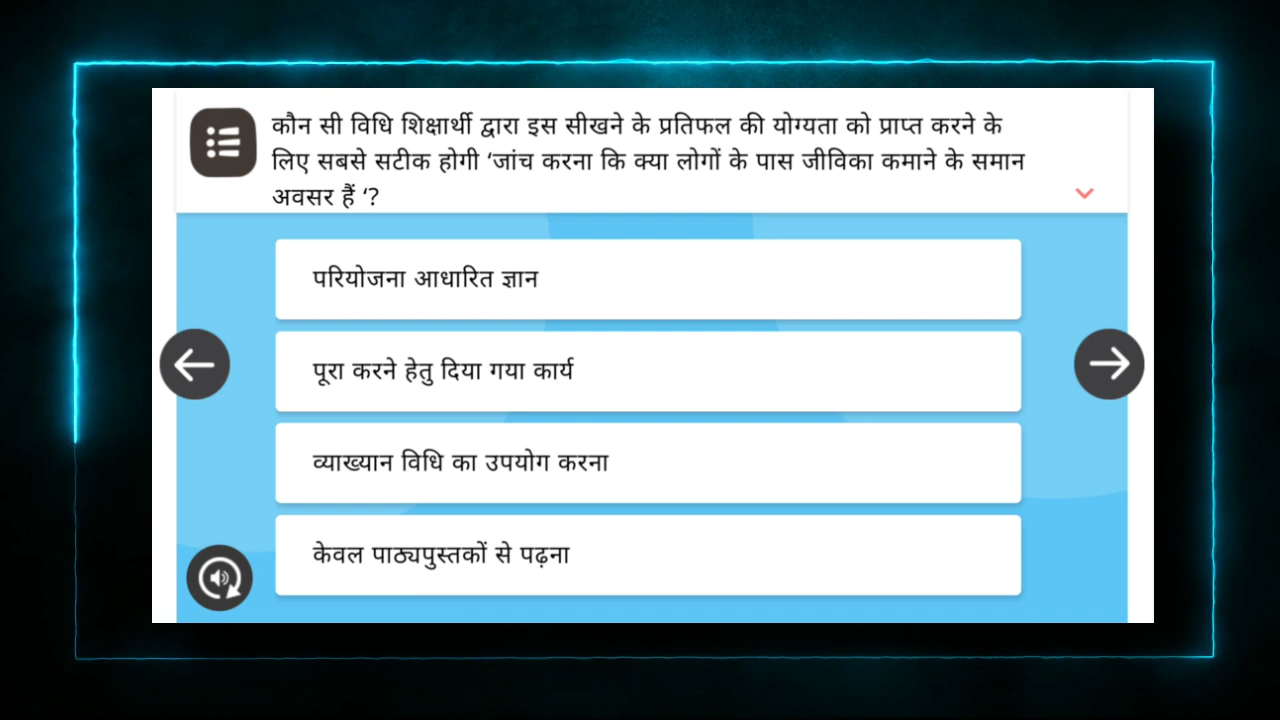 कौन सी विधि शिक्षार्थी द्वारा इस सीखने के प्रतिफल की योग्यता को प्राप्त करने के
लिए सबसे सटीक होगी ‘जांच करना कि क्या लोगों के पास जीविका कमाने के समान
अवसर हैं ‘?
परियोजना आधारित ज्ञान
पूरा करने हेतु दिया गया कार्य
व्याख्यान विधि का उपयोग करना
केवल पाठ्यपुस्तकों से पढ़ना